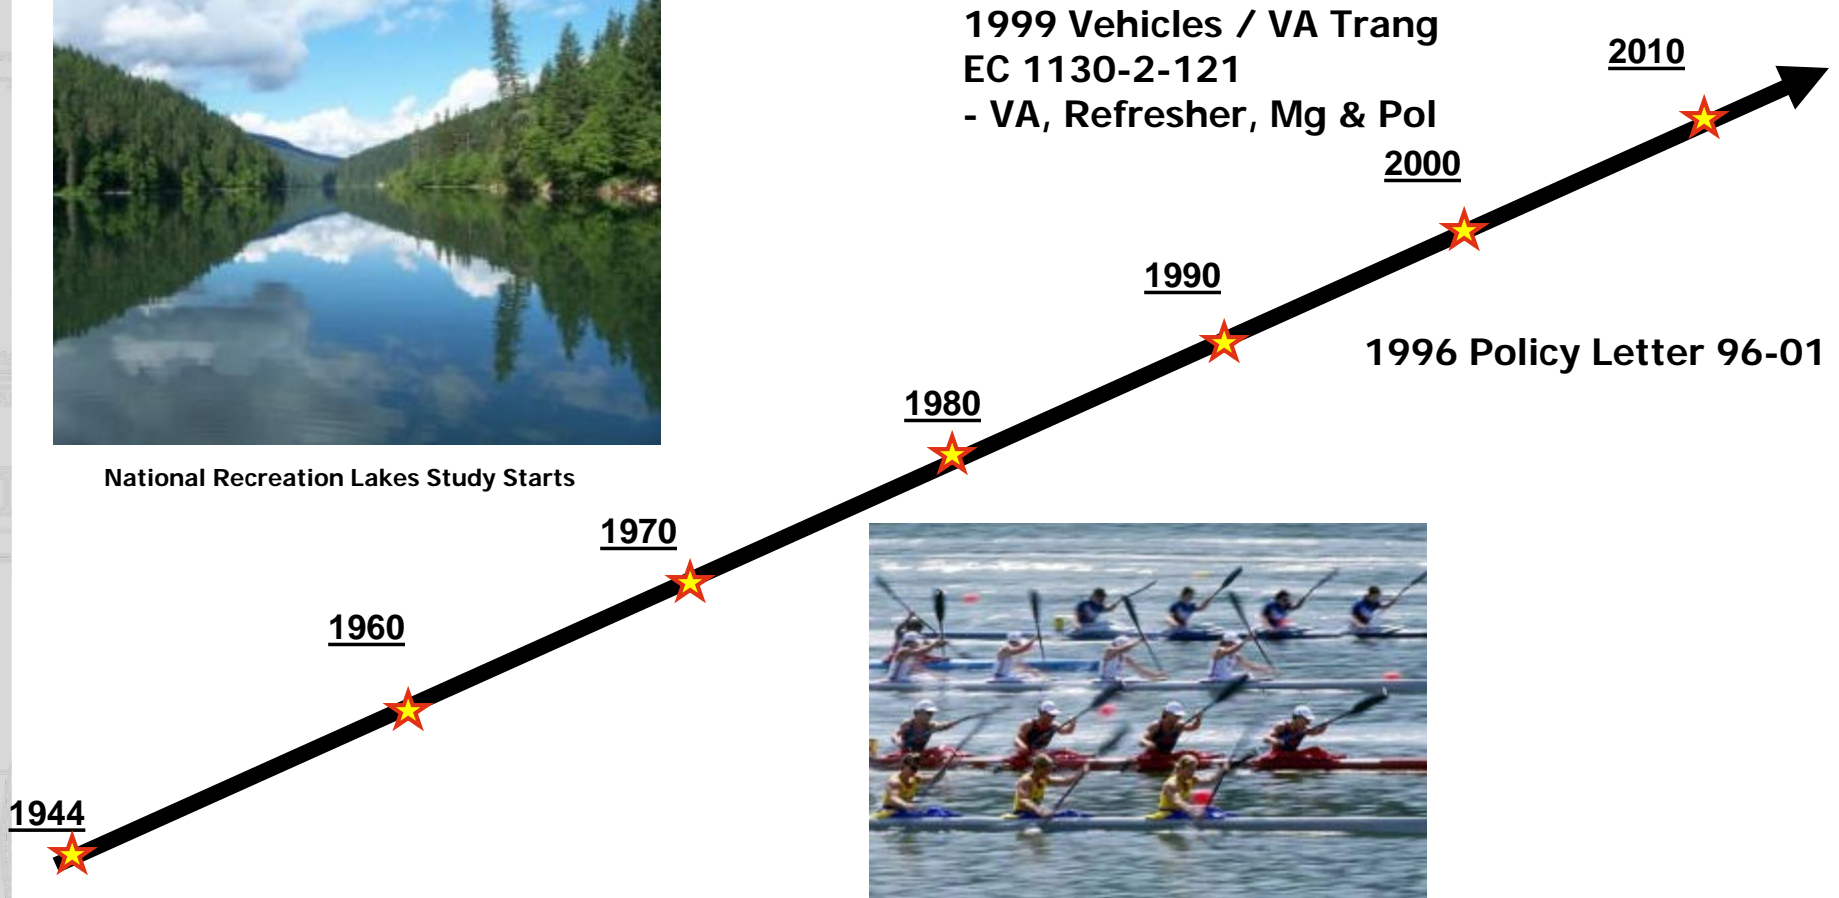 1999 Vehicles / VA Trang
EC 1130-2-121
- VA, Refresher, Mg & Pol
2010
2000
1990
1996 Policy Letter 96-01
1980
National Recreation Lakes Study Starts
1970
1960
1944